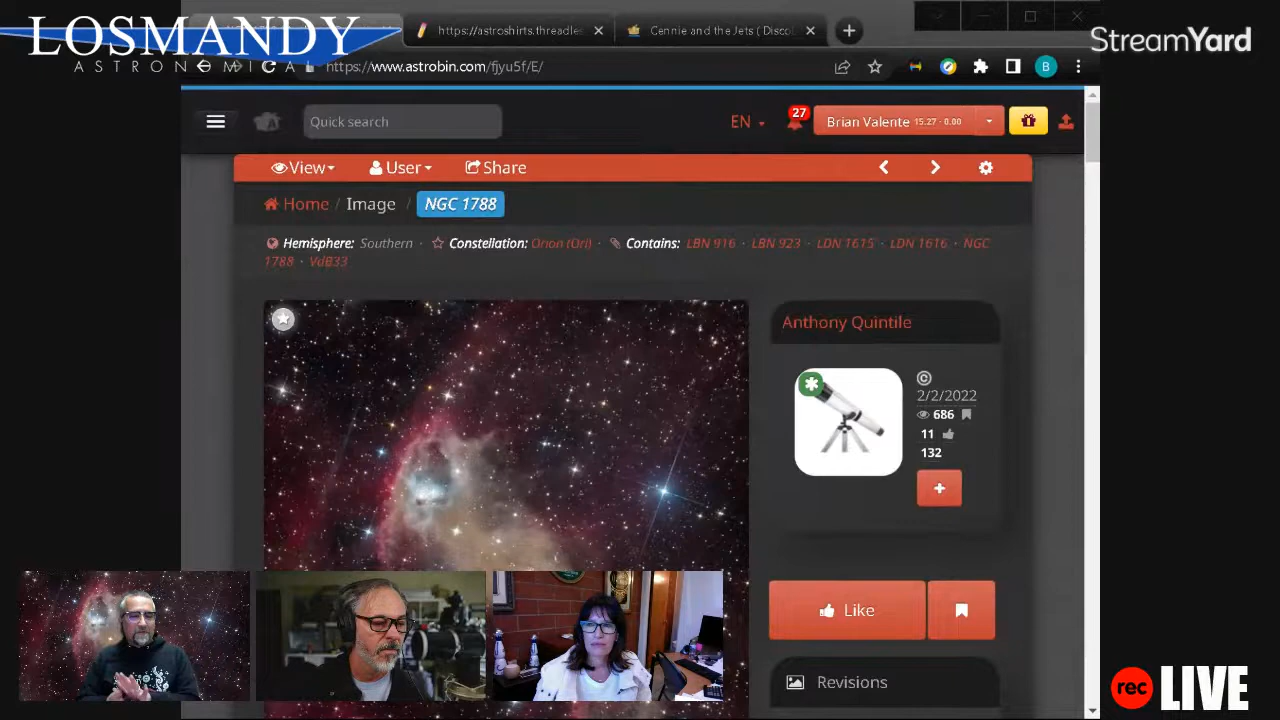 LOSMANDY
ASTRONOMICAL
https://astroshirts.threadles
Cennie and the Jets ( Discol
StreamYard
https://www.astrobin.com/fjyu5f/E/
B
Quick search
EN
27
Brian Valente 15.27 - 0.00
View
User
Share
Home / Image / NGC 1788
Hemisphere: Southern · Constellation: Orion (Ori) · Contains: LBN 916 · LBN 923 · LDN 1615 · LDN 1616 · NGC
1788 · VdB33
Anthony Quintile
2/2/2022
686
11
132
+
Like
Revisions
rec LIVE